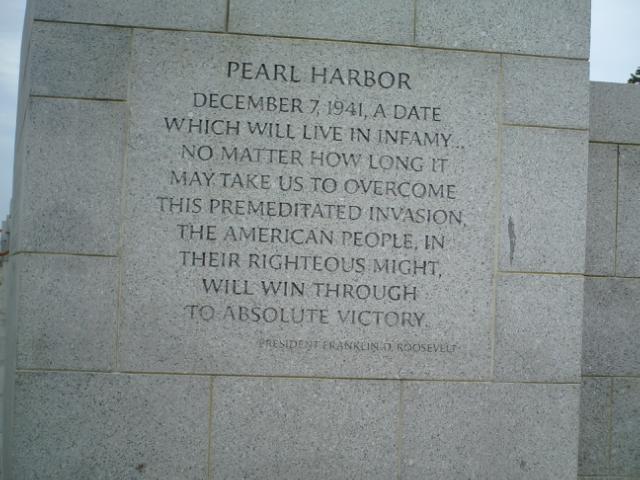 PEARL HARBOR
DECEMBER 7, 1941, A DATE
WHICH WILL LIVE IN INFAMY...
NO MATTER HOW LONG IT
MAY TAKE US TO OVERCOME
THIS PREMEDITATED INVASION,
THE AMERICAN PEOPLE, IN
THEIR RIGHTEOUS MIGHT,
WILL WIN THROUGH
TO ABSOLUTE VICTORY.
PRESIDENT FRANKLIN D. ROOSEVELT